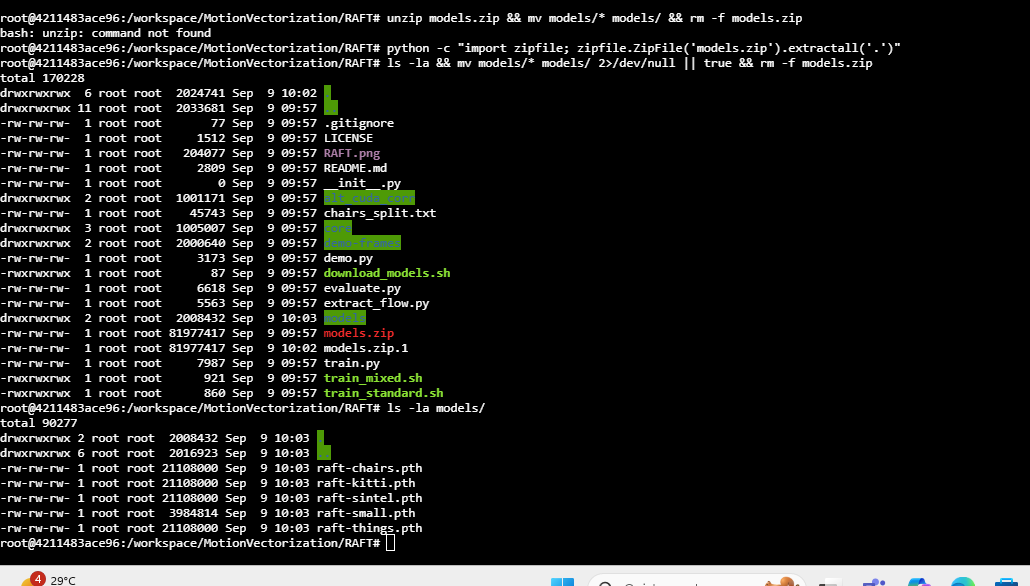 root@4211483ace96:/workspace/MotionVectorization/RAFT# unzip models.zip && mv models/* models/ && rm -f models.zip
bash: unzip: command not found
root@4211483ace96:/workspace/MotionVectorization/RAFT# python -c "import zipfile; zipfile.ZipFile('models.zip').extractall('.')"
root@4211483ace96:/workspace/MotionVectorization/RAFT# ls -la && mv models/* models/ 2>/dev/null || true && rm -f models.zip
total 170228
drwxrwxrwx  6 root root  2024741 Sep  9 10:02 .
drwxrwxrwx 11 root root  2033681 Sep  9 09:57 ..
-rw-rw-rw-  1 root root       77 Sep  9 09:57 .gitignore
-rw-rw-rw-  1 root root     1512 Sep  9 09:57 LICENSE
-rw-rw-rw-  1 root root   204077 Sep  9 09:57 RAFT.png
-rw-rw-rw-  1 root root     2809 Sep  9 09:57 README.md
-rw-rw-rw-  1 root root        0 Sep  9 09:57 __init__.py
drwxrwxrwx  2 root root  1001171 Sep  9 09:57 alt_cuda_corr
-rw-rw-rw-  1 root root    45743 Sep  9 09:57 chairs_split.txt
drwxrwxrwx  3 root root  1005007 Sep  9 09:57 core
drwxrwxrwx  2 root root  2000640 Sep  9 09:57 demo-frames
-rw-rw-rw-  1 root root     3173 Sep  9 09:57 demo.py
-rwxrwxrwx  1 root root       87 Sep  9 09:57 download_models.sh
-rw-rw-rw-  1 root root     6618 Sep  9 09:57 evaluate.py
-rw-rw-rw-  1 root root     5563 Sep  9 09:57 extract_flow.py
drwxrwxrwx  2 root root  2008432 Sep  9 10:03 models
-rw-rw-rw-  1 root root 81977417 Sep  9 09:57 models.zip
-rw-rw-rw-  1 root root 81977417 Sep  9 10:02 models.zip.1
-rw-rw-rw-  1 root root     7987 Sep  9 09:57 train.py
-rwxrwxrwx  1 root root      921 Sep  9 09:57 train_mixed.sh
-rwxrwxrwx  1 root root      860 Sep  9 09:57 train_standard.sh
root@4211483ace96:/workspace/MotionVectorization/RAFT# ls -la models/
total 90277
drwxrwxrwx 2 root root  2008432 Sep  9 10:03 .
drwxrwxrwx 6 root root  2016923 Sep  9 10:03 ..
-rw-rw-rw- 1 root root 21108000 Sep  9 10:03 raft-chairs.pth
-rw-rw-rw- 1 root root 21108000 Sep  9 10:03 raft-kitti.pth
-rw-rw-rw- 1 root root 21108000 Sep  9 10:03 raft-sintel.pth
-rw-rw-rw- 1 root root  3984814 Sep  9 10:03 raft-small.pth
-rw-rw-rw- 1 root root 21108000 Sep  9 10:03 raft-things.pth
root@4211483ace96:/workspace/MotionVectorization/RAFT#
4 29°C